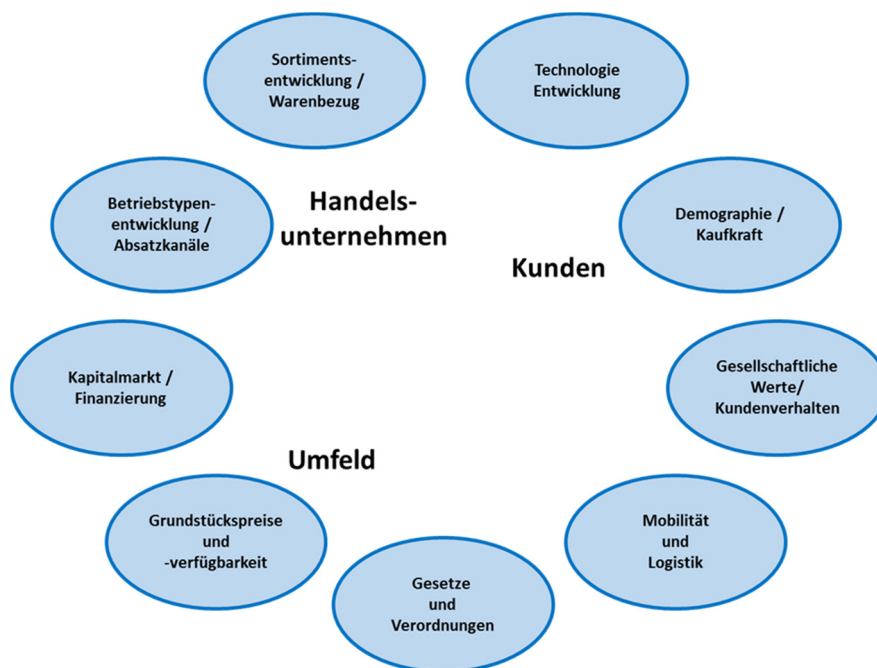 Sortiments-
entwicklung /
Warenbezug
Technologie
Entwicklung
Betriebstypen-
entwicklung /
Absatzkanäle
Handels-
unternehmen
Demographie /
Kaufkraft
Kunden
Kapitalmarkt /
Finanzierung
Gesellschaftliche
Werte/
Kundenverhalten
Umfeld
Grundstückspreise
und
-verfügbarkeit
Mobilität
und
Logistik
Gesetze
und
Verordnungen